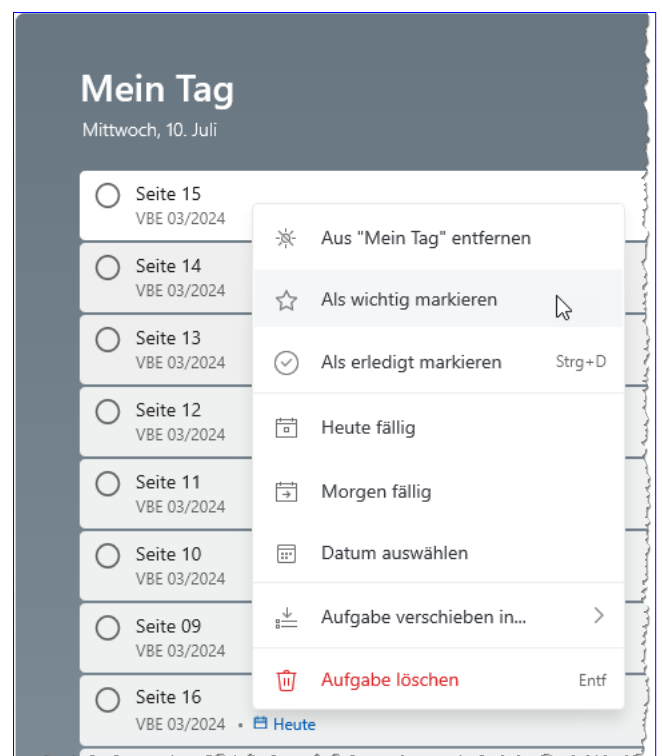 Mein Tag
Mittwoch, 10. Juli
Seite 15
VBE 03/2024
Seite 14
VBE 03/2024
Seite 13
VBE 03/2024
Seite 12
VBE 03/2024
Seite 11
VBE 03/2024
Seite 10
VBE 03/2024
Seite 09
VBE 03/2024
Seite 16
VBE 03/2024 • Heute
Aus "Mein Tag" entfernen
Als wichtig markieren
Als erledigt markieren Strg+D
Heute fällig
Morgen fällig
Datum auswählen
Aufgabe verschieben in...
Aufgabe löschen Entf